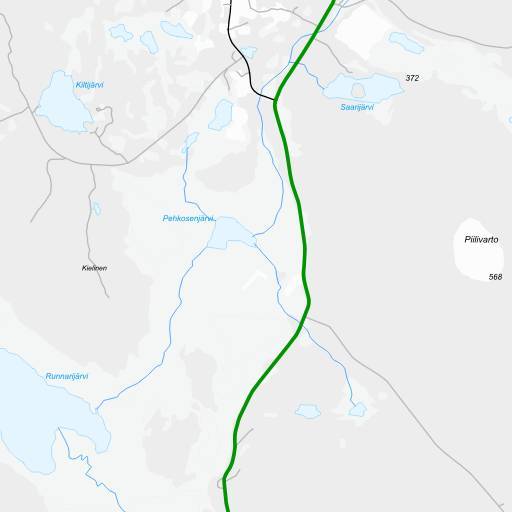 372
Kiltijärvi
Saarijärvi
Pehkosenjärvi
Piilivarto
Kielinen
568
Runnarijärvi